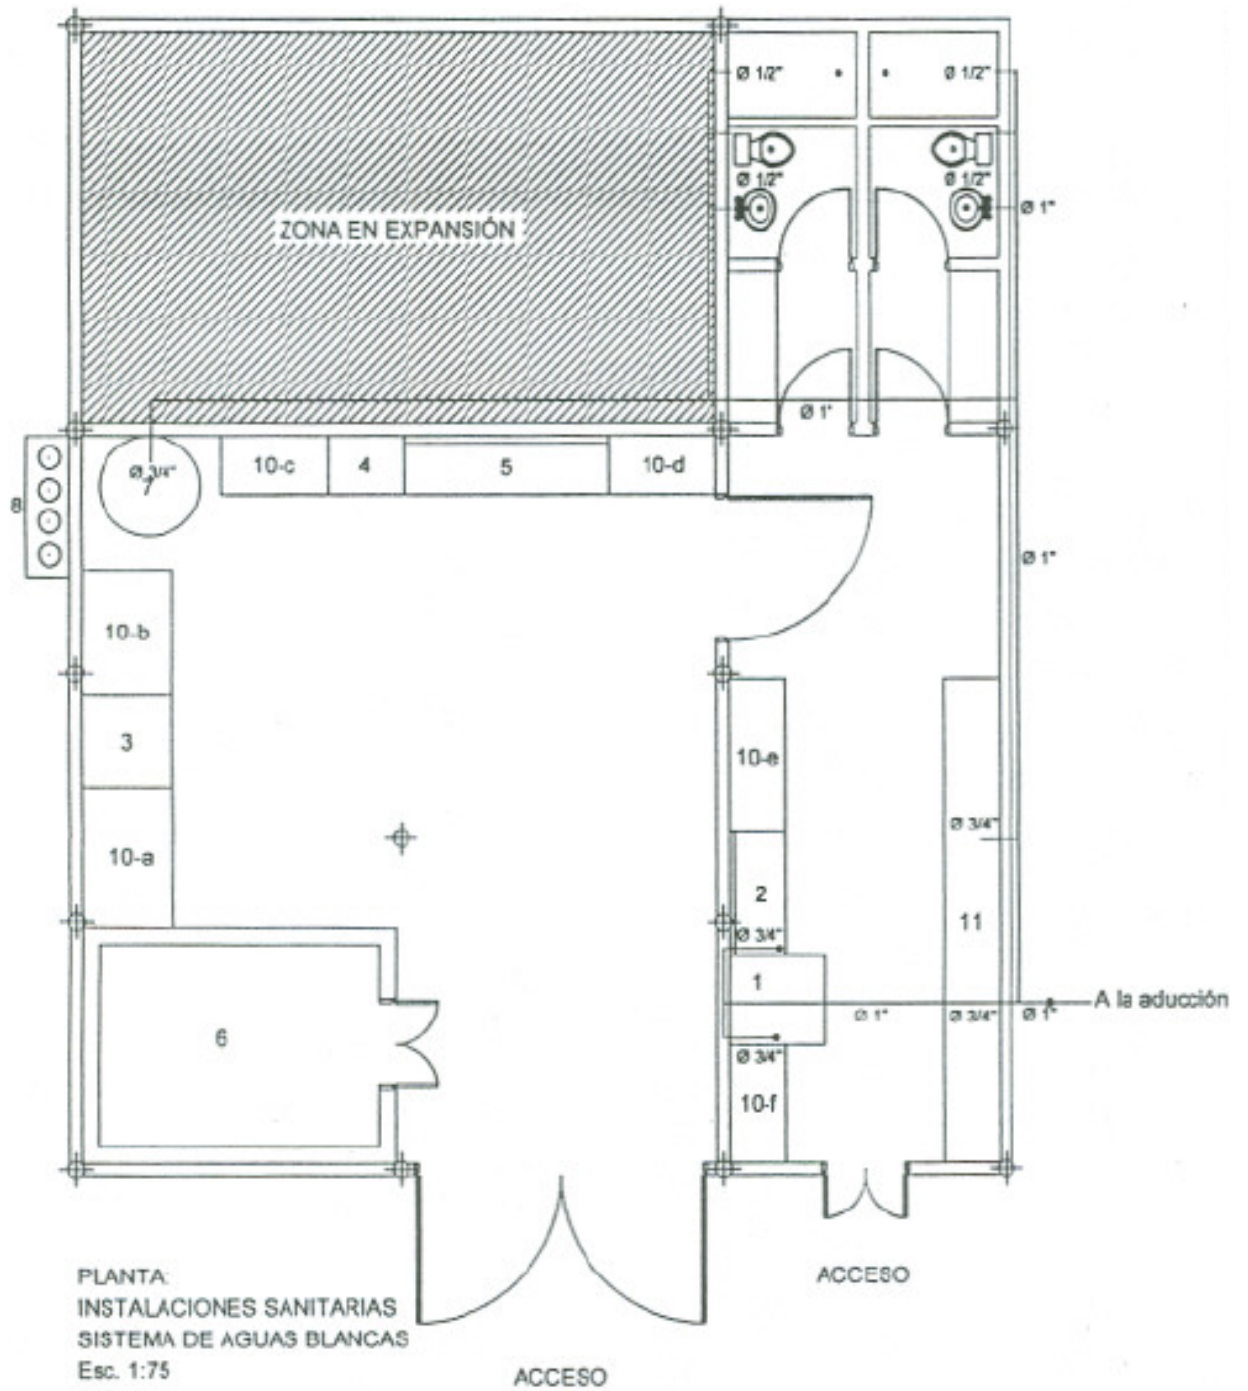 Ø 1/2" Ø 1/2"
Ø 1/2" Ø 1/2"
Ø 1"
ZONA EN EXPANSIÓN
Ø 1"
Ø 3/4"
10-c 4 5 10-d
8
Ø 1"
10-b
3
10-a
10-e
Ø 3/4"
2
11
Ø 3/4"
1
A la aducción
Ø 1" Ø 3/4" Ø 1"
6
Ø 3/4"
10-f
ACCESO
PLANTA:
INSTALACIONES SANITARIAS
SISTEMA DE AGUAS BLANCAS
Esc. 1:75
ACCESO